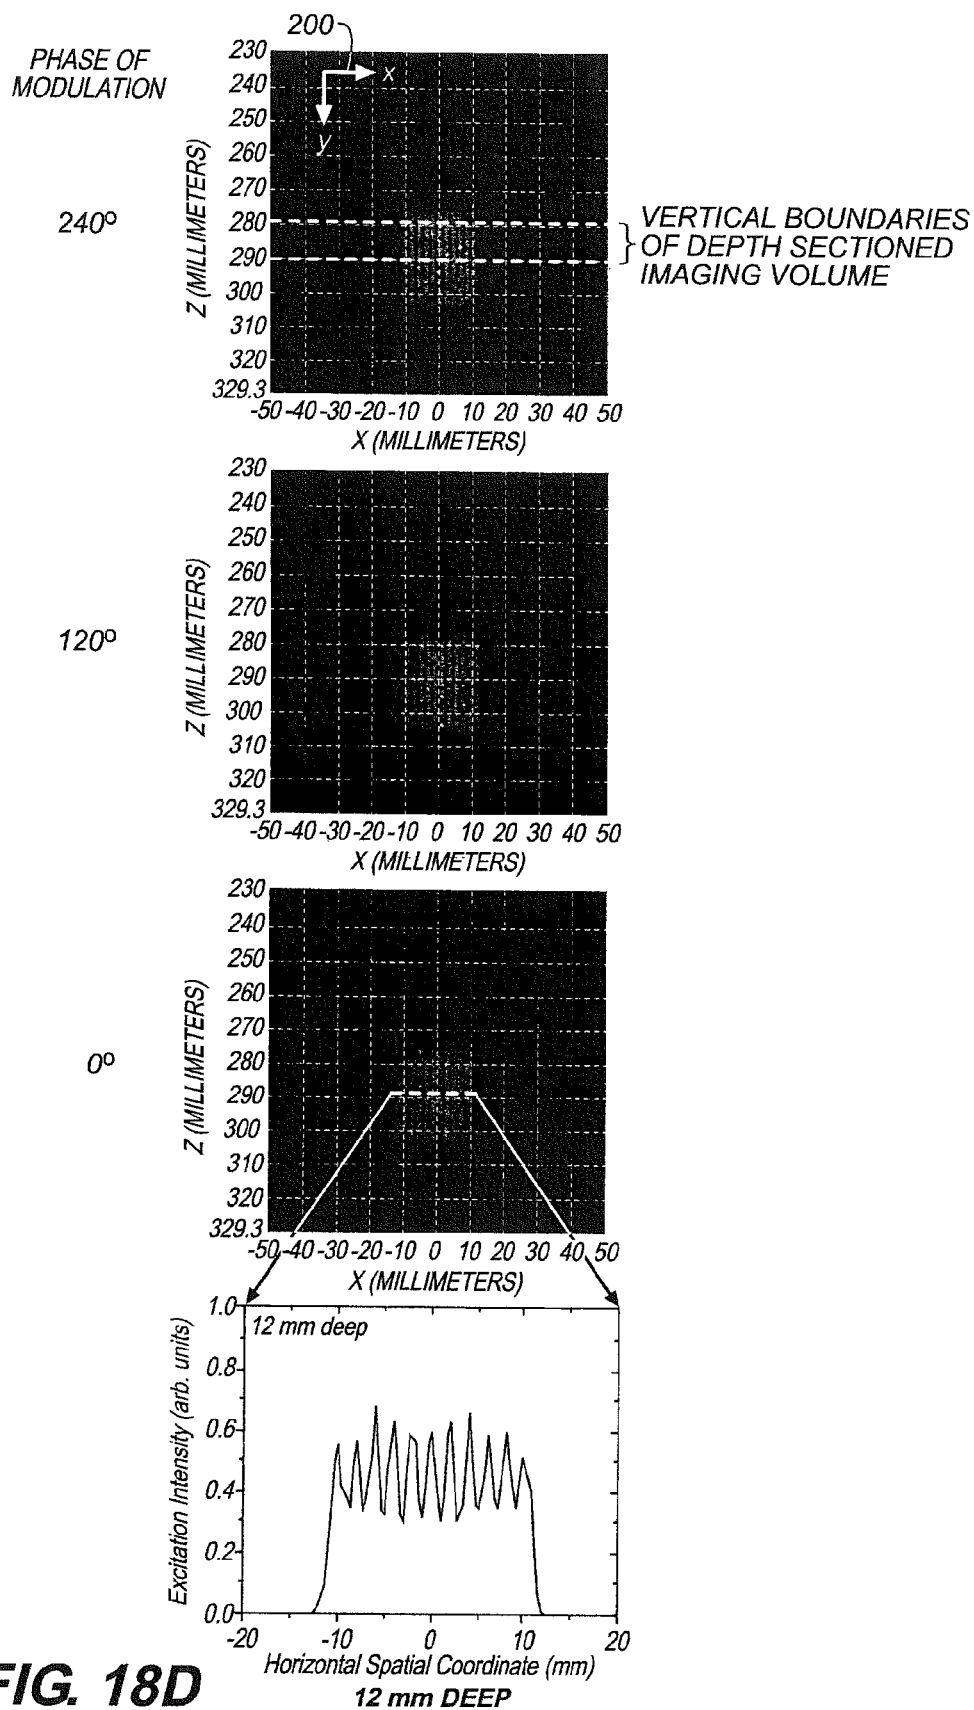 200
PHASE OF
MODULATION
230
240
250
260
270
280
290
300
310
320
329.3
x
y
Z (MILLIMETERS)
240º
VERTICAL BOUNDARIES
OF DEPTH SECTIONED
IMAGING VOLUME
-50 -40 -30 -20 -10 0 10 20 30 40 50
X (MILLIMETERS)
230
240
250
260
270
280
290
300
310
320
329.3
Z (MILLIMETERS)
120º
-50 -40 -30 -20 -10 0 10 20 30 40 50
X (MILLIMETERS)
230
240
250
260
270
280
290
300
310
320
329.3
Z (MILLIMETERS)
0º
-50 -40 -30 -20 -10 0 10 20 30 40 50
X (MILLIMETERS)
1.0
0.8
0.6
0.4
0.2
0.0
12 mm deep
Excitation Intensity (arb. units)
-20 -10 0 10 20
Horizontal Spatial Coordinate (mm)
12 mm DEEP
FIG. 18D